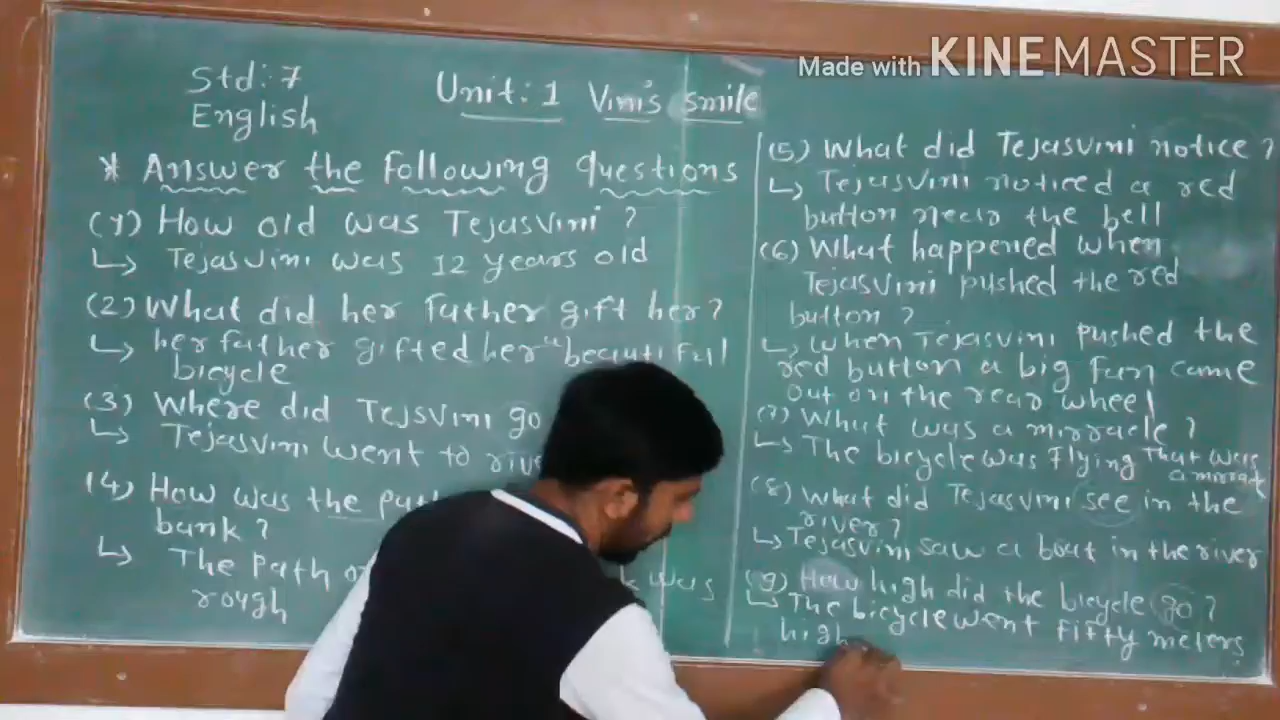 Made with KINEMASTER
Std:7
English
Unit:1 Vini's smile
* Answer the Following Questions
(1) How old was Tejasvini ?
↳ Tejasvini was 12 years old
(2) What did her father gift her?
↳ her father gifted her a beautiful
bicycle
(3) Where did Tejsvini go
↳ Tejasvini went to
(4) How was the
bank ?
↳ The Path
was
rough
(5) What did Tejasvini notice ?
↳ Tejasvini noticed a red
button near the bell
(6) What happened when
Tejasvini pushed the red
button ?
↳ when Tejasvini pushed the
red button a big fan came
out on the rear wheel
(7) What was a mirracle ?
↳ The bicycle was flying That was
a
(8) What did Tejasvini see in the
river ?
↳ Tejasvini saw a boat in the river
(9) How high did the bicycle go ?
↳ The bicycle went fifty meters
high